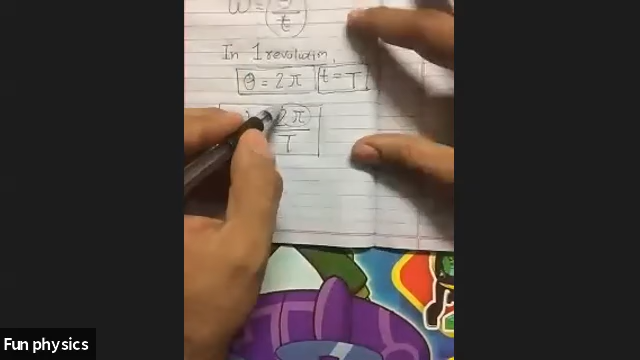 ω =
t
In 1 revolution,
θ = 2π t = T
2π
T
Fun physics